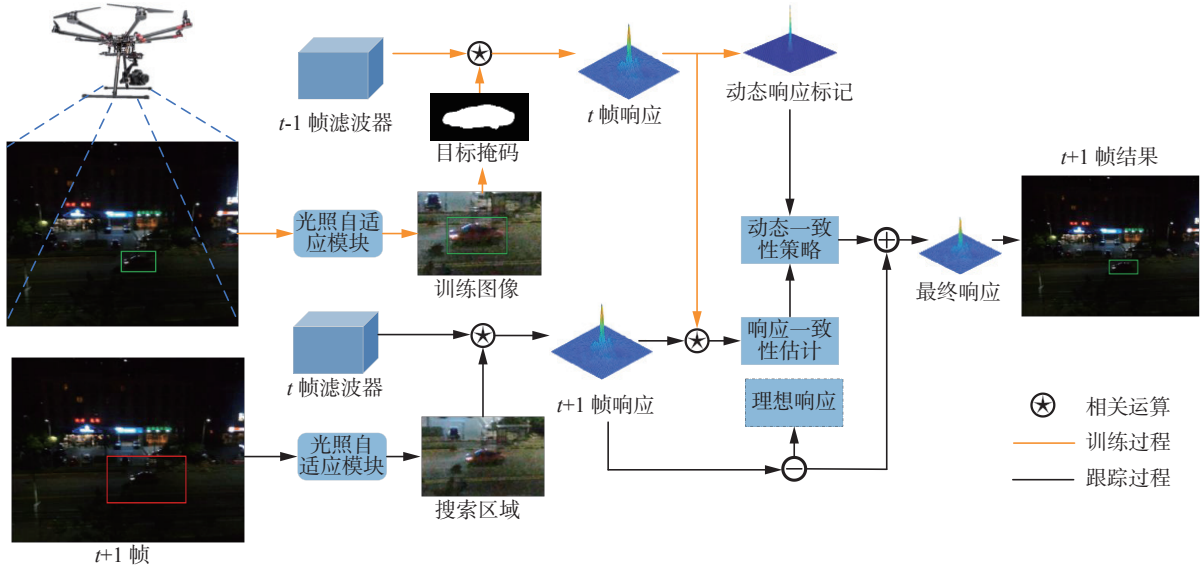 t-1 帧滤波器
目标掩码
t 帧响应
动态响应标记
光照自适
应模块
训练图像
动态一致
性策略
t+1 帧结果
最终响应
t 帧滤波器
t+1 帧响应
响应一致
性估计
理想响应
光照自
适应模块
搜索区域
t+1 帧
相关运算
训练过程
跟踪过程